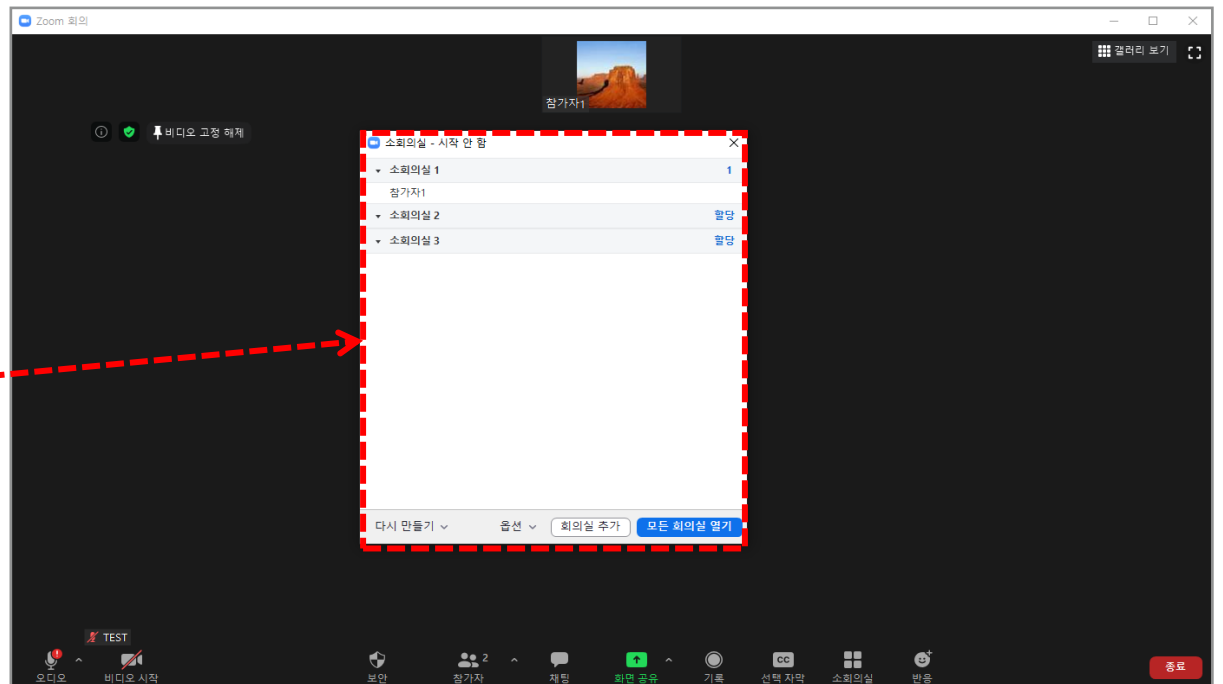 Zoom 회의
갤러리 보기
참가자1
비디오 고정 해제
소회의실 - 시작 안 함
소회의실 1 1
참가자1
소회의실 2 할당
소회의실 3 할당
다시 만들기 옵션 회의실 추가 모든 회의실 열기
TEST
오디오 비디오 시작 보안 참가자 2 채팅 화면 공유 기록 CC 선택 자막 소회의실 반응 종료